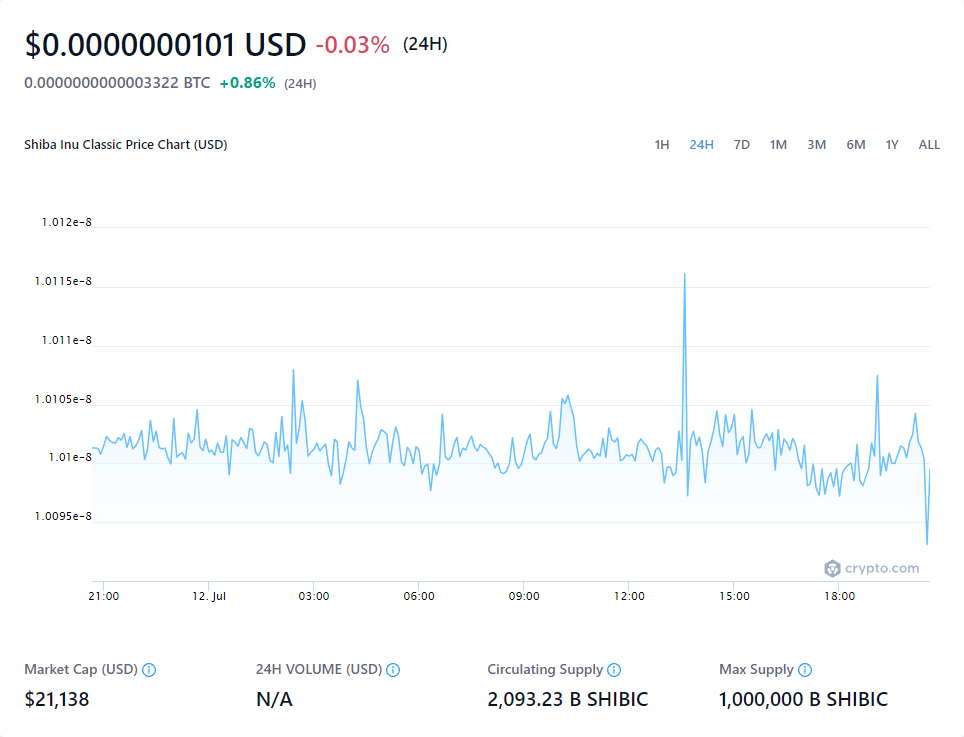 $0.0000000101 USD -0.03% (24H)
0.0000000000003322 BTC +0.86% (24H)
Shiba Inu Classic Price Chart (USD) 1H 24H 7D 1M 3M 6M 1Y ALL
1.012e-8
1.0115e-8
1.011e-8
1.0105e-8
1.01e-8
1.0095e-8
crypto.com
21:00 12. Jul 03:00 06:00 09:00 12:00 15:00 18:00
Market Cap (USD) 24H VOLUME (USD) Circulating Supply Max Supply
$21,138 N/A 2,093.23 B SHIBIC 1,000,000 B SHIBIC